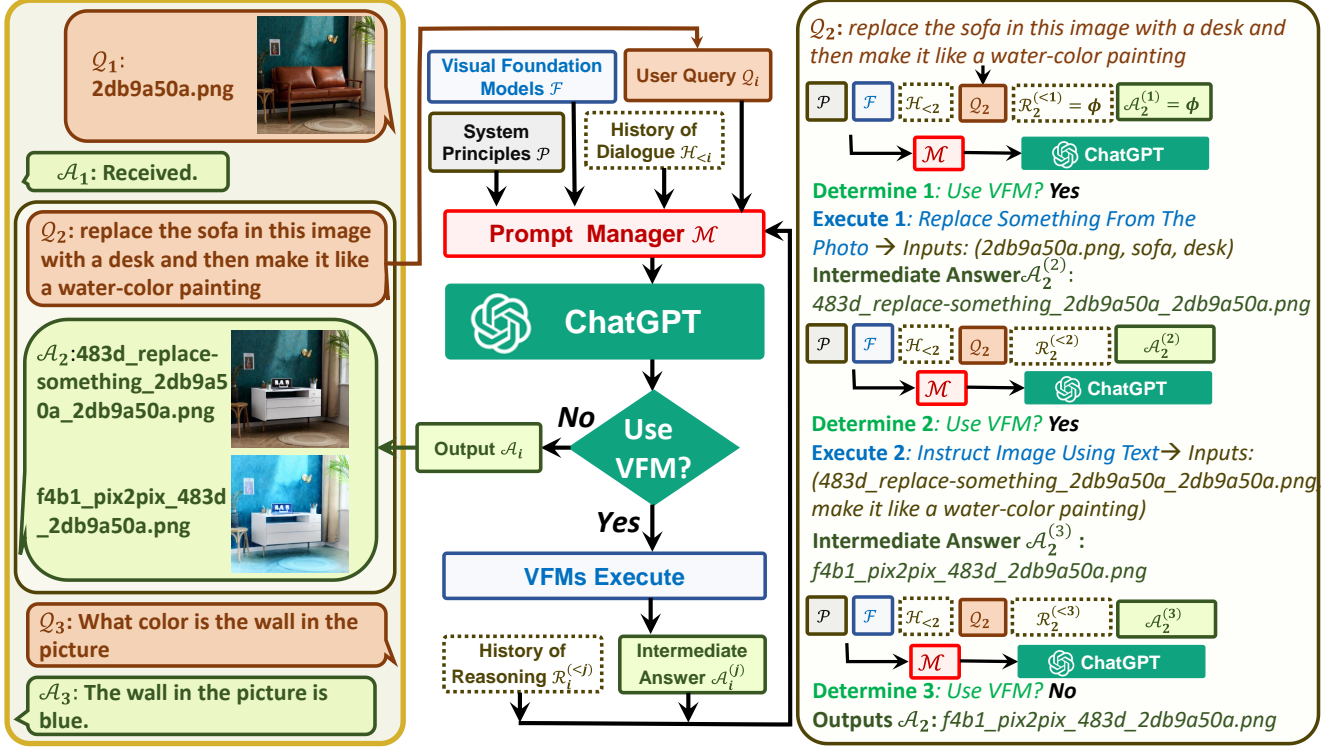 𝒬₁:
2db9a50a.png
𝒜₁: Received.
𝒬₂: replace the sofa in this image
with a desk and then make it like
a water-color painting
𝒜₂:483d_replace-
something_2db9a5
0a_2db9a50a.png
f4b1_pix2pix_483d
_2db9a50a.png
𝒬₃: What color is the wall in the
picture
𝒜₃: The wall in the picture is
blue.
Visual Foundation
Models ℱ
User Query 𝒬ᵢ
System
Principles 𝒫
History of
Dialogue ℋ<ᵢ
Prompt Manager ℳ
ChatGPT
Use
VFM?
No
Output 𝒜ᵢ
Yes
VFMs Execute
History of
Reasoning ℛᵢ^(<j)
Intermediate
Answer 𝒜ᵢ^(j)
𝒬₂: replace the sofa in this image with a desk and
then make it like a water-color painting
𝒫 ℱ ℋ<₂ 𝒬₂ ℛ₂^(<1) = ϕ 𝒜₂^(1) = ϕ
ℳ ChatGPT
Determine 1: Use VFM? Yes
Execute 1: Replace Something From The
Photo → Inputs: (2db9a50a.png, sofa, desk)
Intermediate Answer𝒜₂^(2):
483d_replace-something_2db9a50a_2db9a50a.png
𝒫 ℱ ℋ<₂ 𝒬₂ ℛ₂^(<2) 𝒜₂^(2)
ℳ ChatGPT
Determine 2: Use VFM? Yes
Execute 2: Instruct Image Using Text→ Inputs:
(483d_replace-something_2db9a50a_2db9a50a.png,
make it like a water-color painting)
Intermediate Answer 𝒜₂^(3) :
f4b1_pix2pix_483d_2db9a50a.png
𝒫 ℱ ℋ<₂ 𝒬₂ ℛ₂^(<3) 𝒜₂^(3)
ℳ ChatGPT
Determine 3: Use VFM? No
Outputs 𝒜₂: f4b1_pix2pix_483d_2db9a50a.png